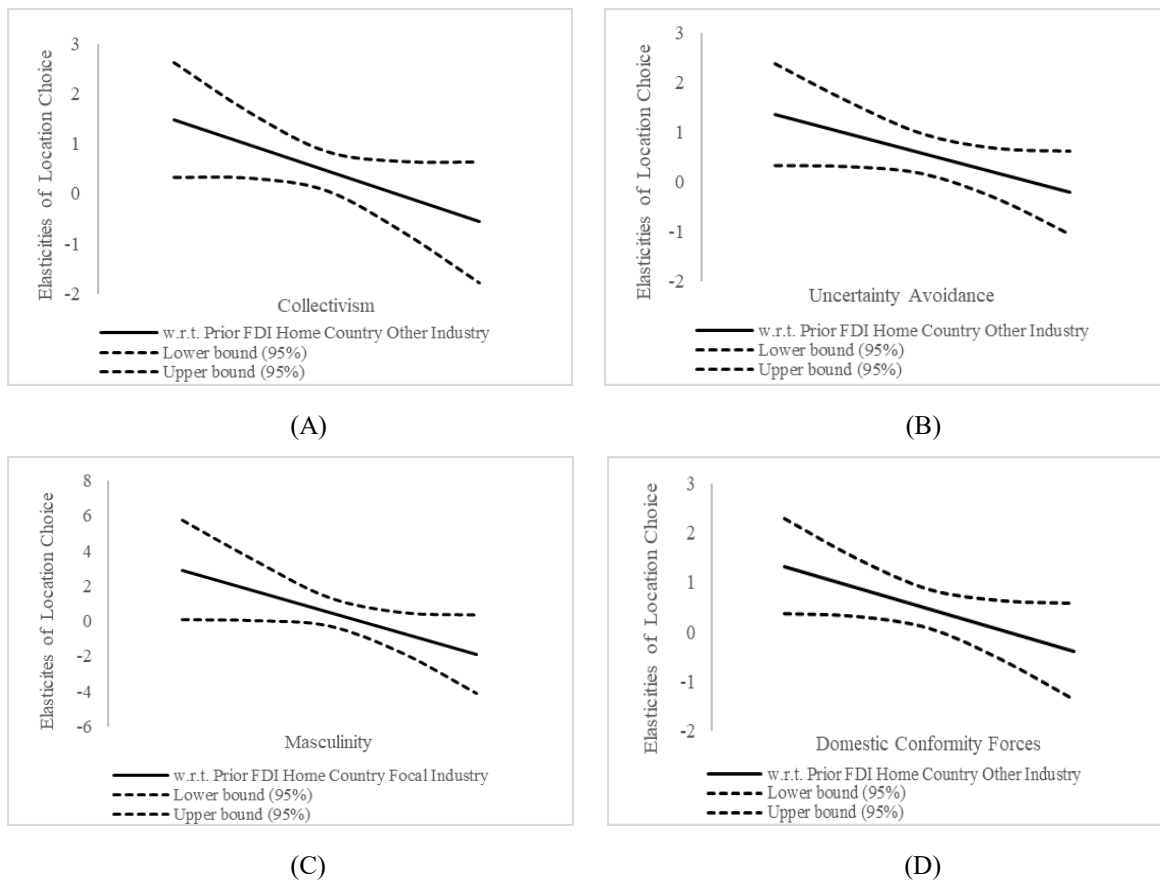 Elasticities of Location Choice
3
2
1
0
-1
-2
Collectivism
w.r.t. Prior FDI Home Country Other Industry
Lower bound (95%)
Upper bound (95%)
(A)
Elasticities of Location Choice
3
2
1
0
-1
-2
Uncertainty Avoidance
w.r.t. Prior FDI Home Country Other Industry
Lower bound (95%)
Upper bound (95%)
(B)
Elasticites of Location Choice
8
6
4
2
0
-2
-4
-6
Masculinity
w.r.t. Prior FDI Home Country Focal Industry
Lower bound (95%)
Upper bound (95%)
(C)
Elasticities of Location Choice
3
2
1
0
-1
-2
Domestic Conformity Forces
w.r.t. Prior FDI Home Country Other Industry
Lower bound (95%)
Upper bound (95%)
(D)